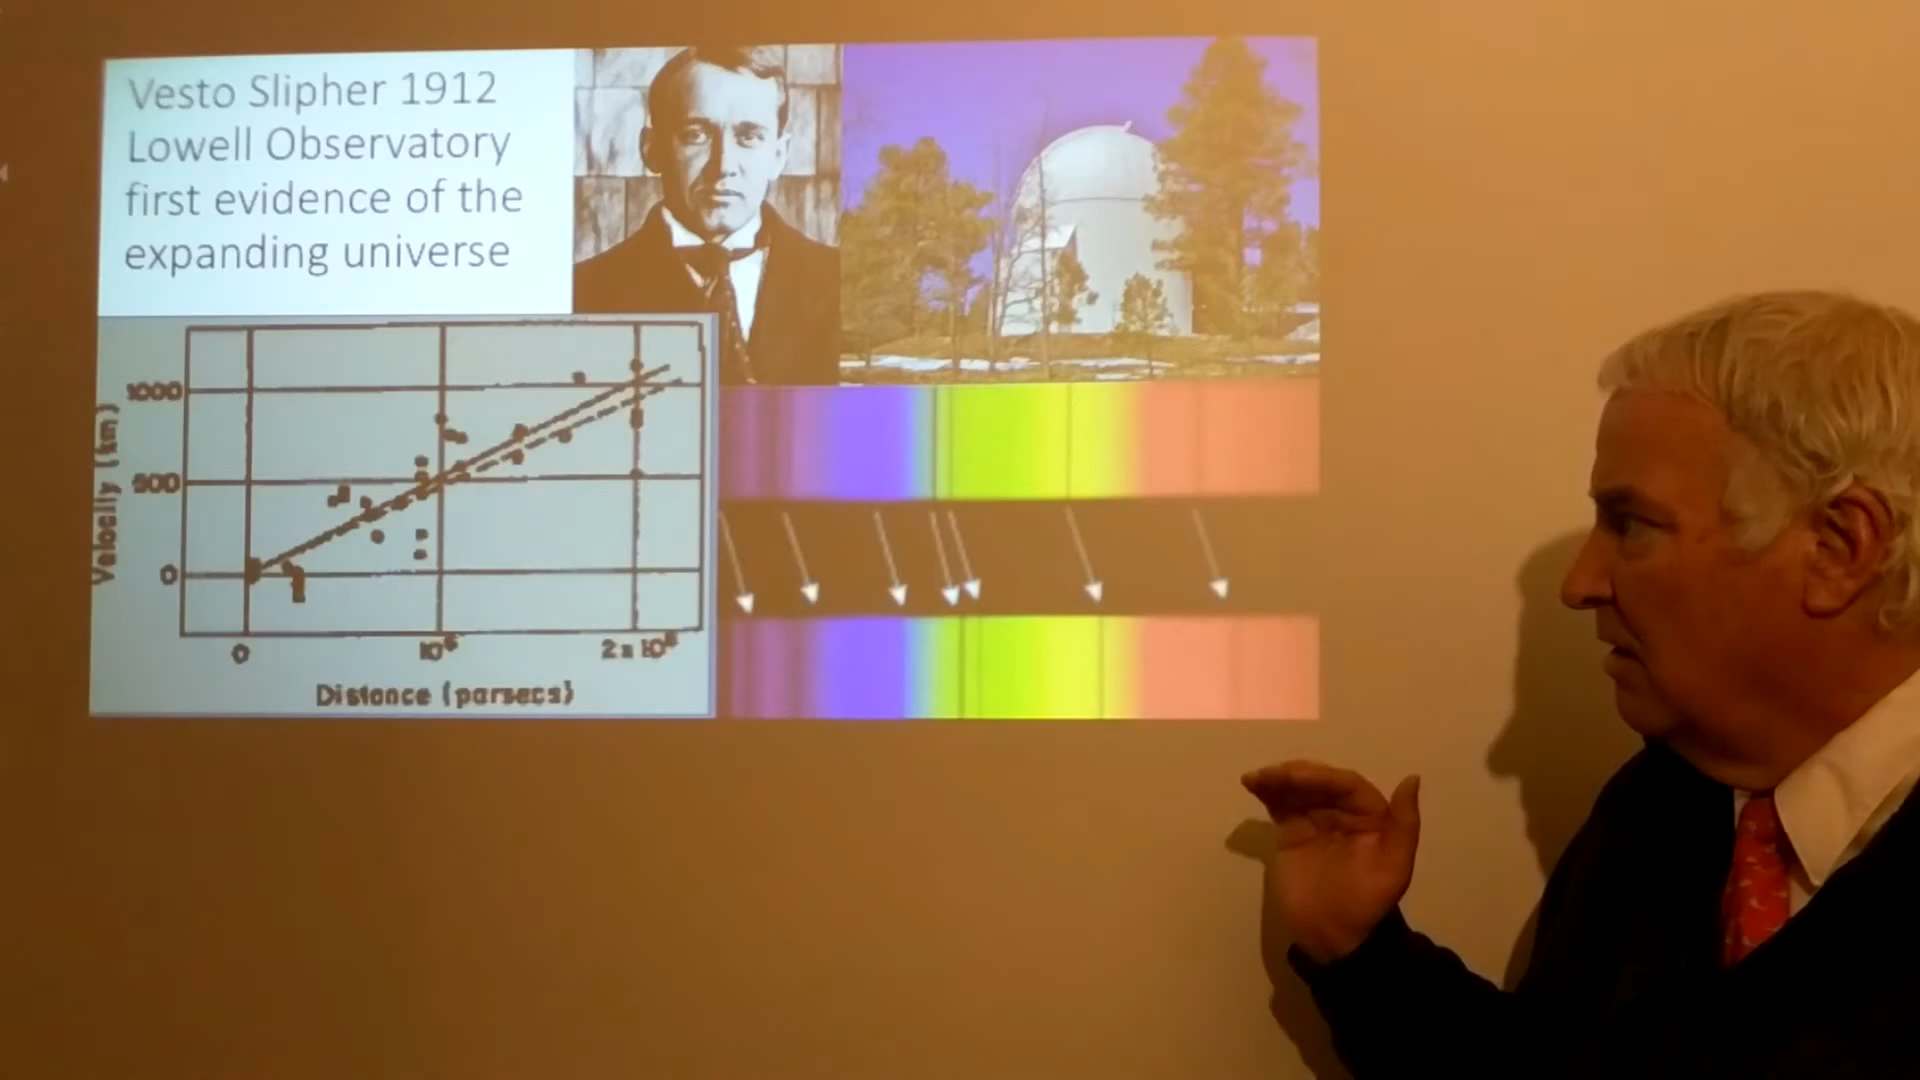 Vesto Slipher 1912
Lowell Observatory
first evidence of the
expanding universe
1000
500
0
Velocity (km)
0
10⁶
2 x 10⁶
Distance (parsecs)